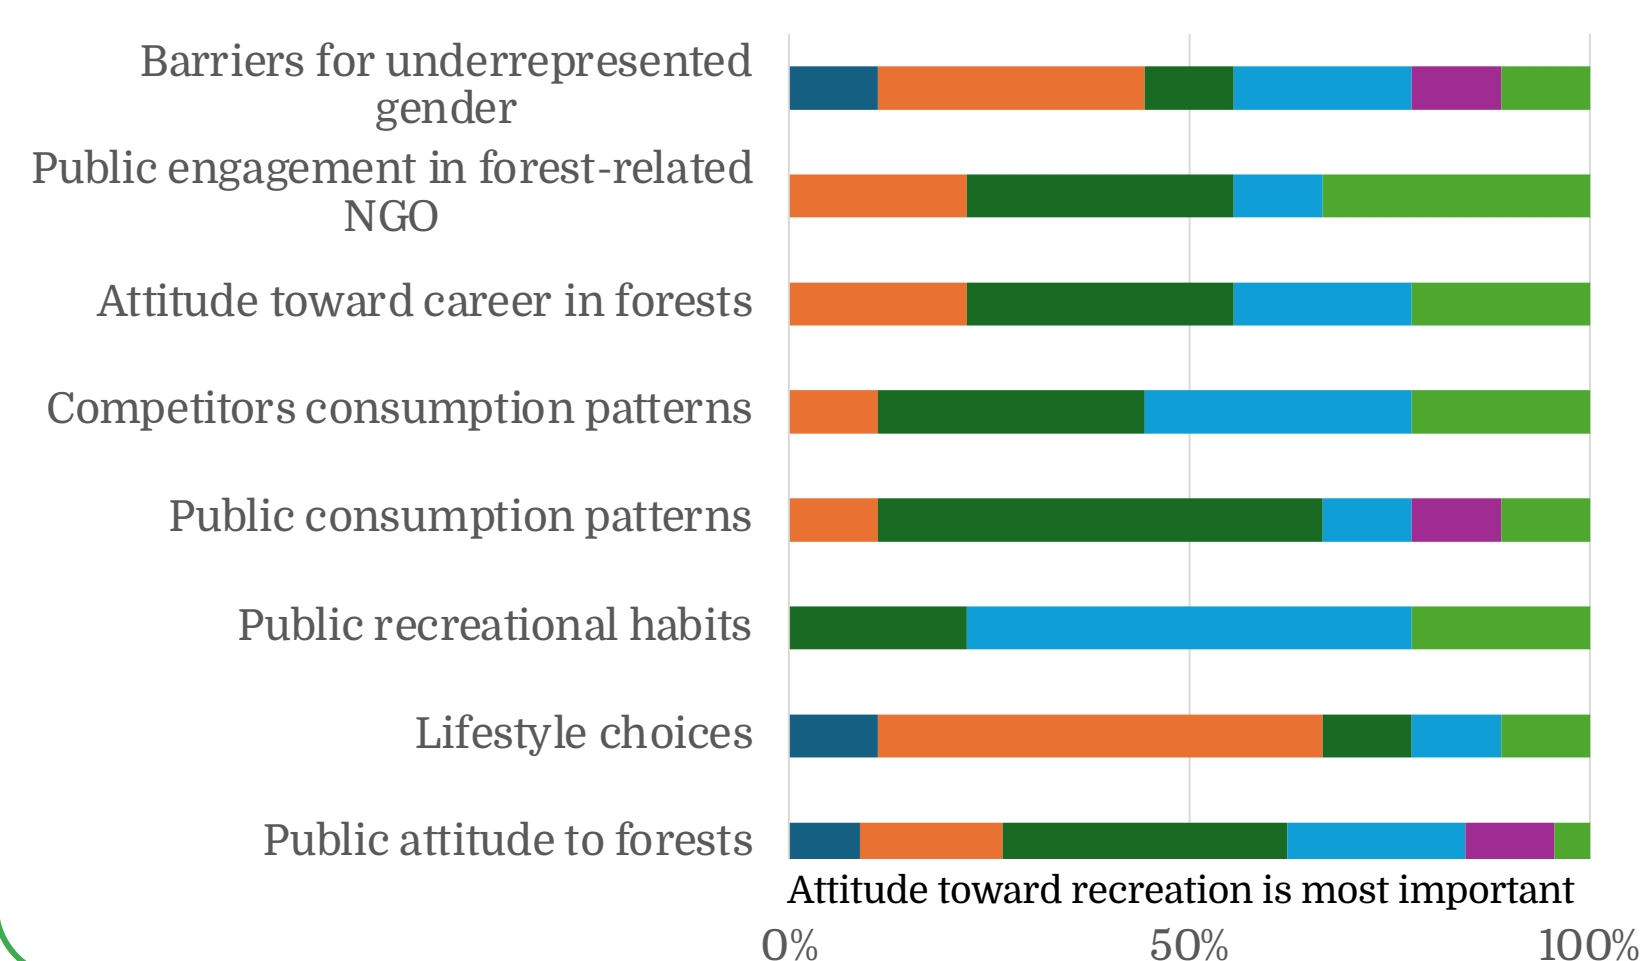 Barriers for underrepresented
gender
Public engagement in forest-related
NGO
Attitude toward career in forests
Competitors consumption patterns
Public consumption patterns
Public recreational habits
Lifestyle choices
Public attitude to forests
Attitude toward recreation is most important
0% 50% 100%